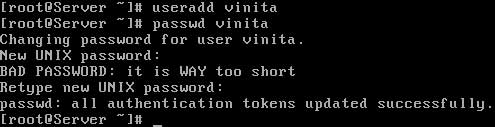 [root@Server ~]# useradd vinita
[root@Server ~]# passwd vinita
Changing password for user vinita.
New UNIX password:
BAD PASSWORD: it is WAY too short
Retype new UNIX password:
passwd: all authentication tokens updated successfully.
[root@Server ~]# _